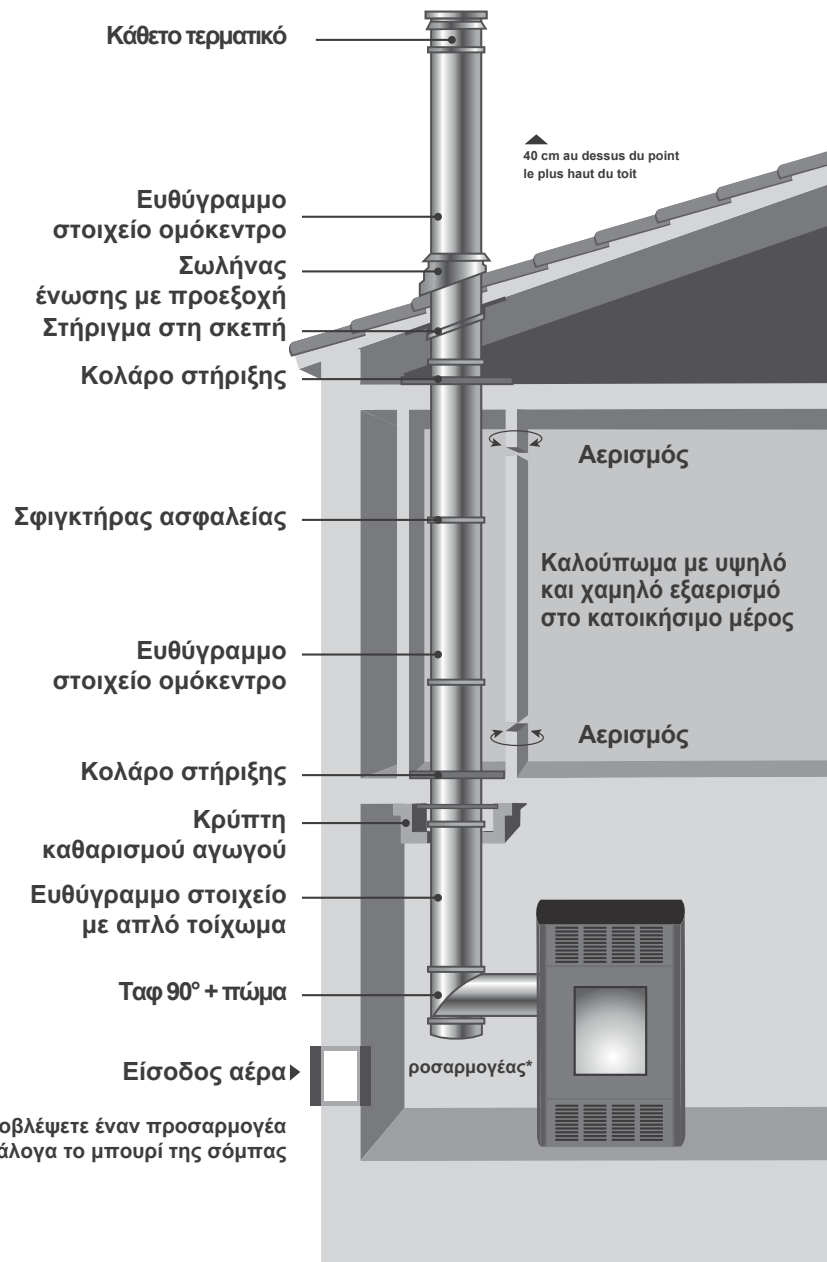 Κάθετο τερματικό
40 cm au dessus du point
le plus haut du toit
Ευθύγραμμο
στοιχείο ομόκεντρο
Σωλήνας
ένωσης με προεξοχή
Στήριγμα στη σκεπή
Κολάρο στήριξης
Αερισμός
Σφιγκτήρας ασφαλείας
Καλούπωμα με υψηλό
και χαμηλό εξαερισμό
στο κατοικήσιμο μέρος
Ευθύγραμμο
στοιχείο ομόκεντρο
Αερισμός
Κολάρο στήριξης
Κρύπτη
καθαρισμού αγωγού
Ευθύγραμμο στοιχείο
με απλό τοίχωμα
Ταφ 90° + πώμα
Είσοδος αέρα
ροσαρμογέας*
οβλέψετε έναν προσαρμογέα
άλογα το μπουρί της σόμπας